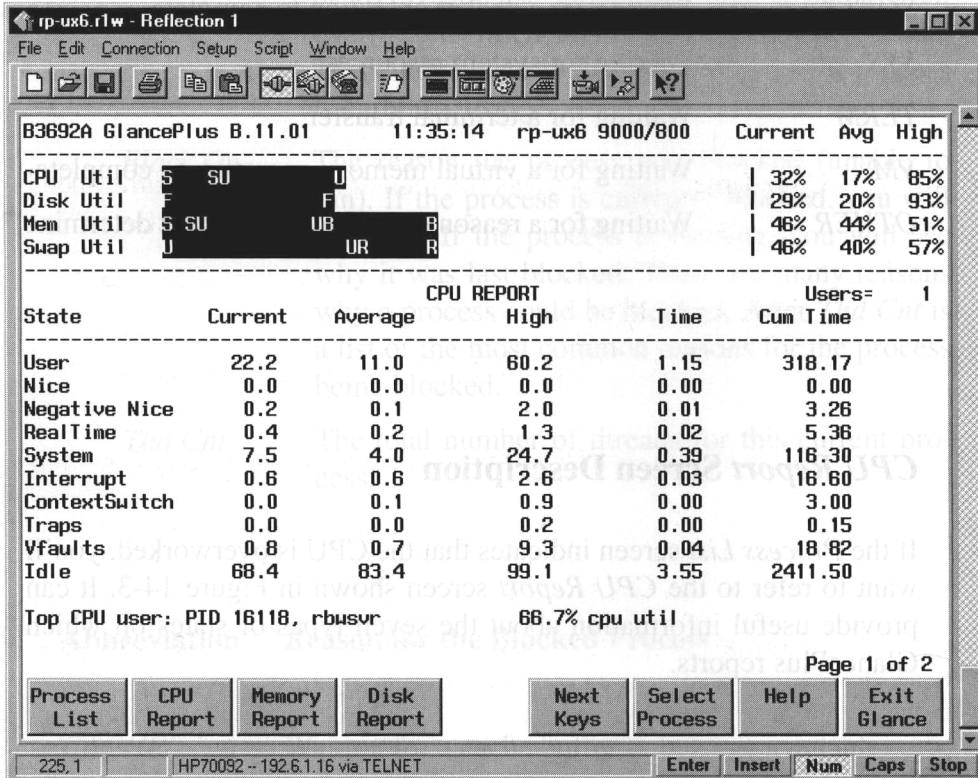 rp-ux6.r1w - Reflection 1
File Edit Connection Setup Script Window Help
B3692A GlancePlus B.11.01 11:35:14 rp-ux6 9000/800 Current Avg High
CPU Util S SU U | 32% 17% 85%
Disk Util F F | 29% 20% 93%
Mem Util S SU UB B | 46% 44% 51%
Swap Util U UR R | 46% 40% 57%
CPU REPORT Users= 1
State Current Average High Time Cum Time
User 22.2 11.0 60.2 1.15 318.17
Nice 0.0 0.0 0.0 0.00 0.00
Negative Nice 0.2 0.1 2.0 0.01 3.26
RealTime 0.4 0.2 1.3 0.02 5.36
System 7.5 4.0 24.7 0.39 116.30
Interrupt 0.6 0.6 2.8 0.03 16.60
ContextSwitch 0.0 0.1 0.9 0.00 3.00
Traps 0.0 0.0 0.2 0.00 0.15
Vfaults 0.8 0.7 9.3 0.04 18.82
Idle 68.4 83.4 99.1 3.55 2411.50
Top CPU user: PID 16118, rbwsvr 66.7% cpu util
Page 1 of 2
Process List CPU Report Memory Report Disk Report Next Keys Select Process Help Exit Glance
225, 1 HP70092 -- 192.6.1.16 via TELNET Enter Insert Num Caps Stop